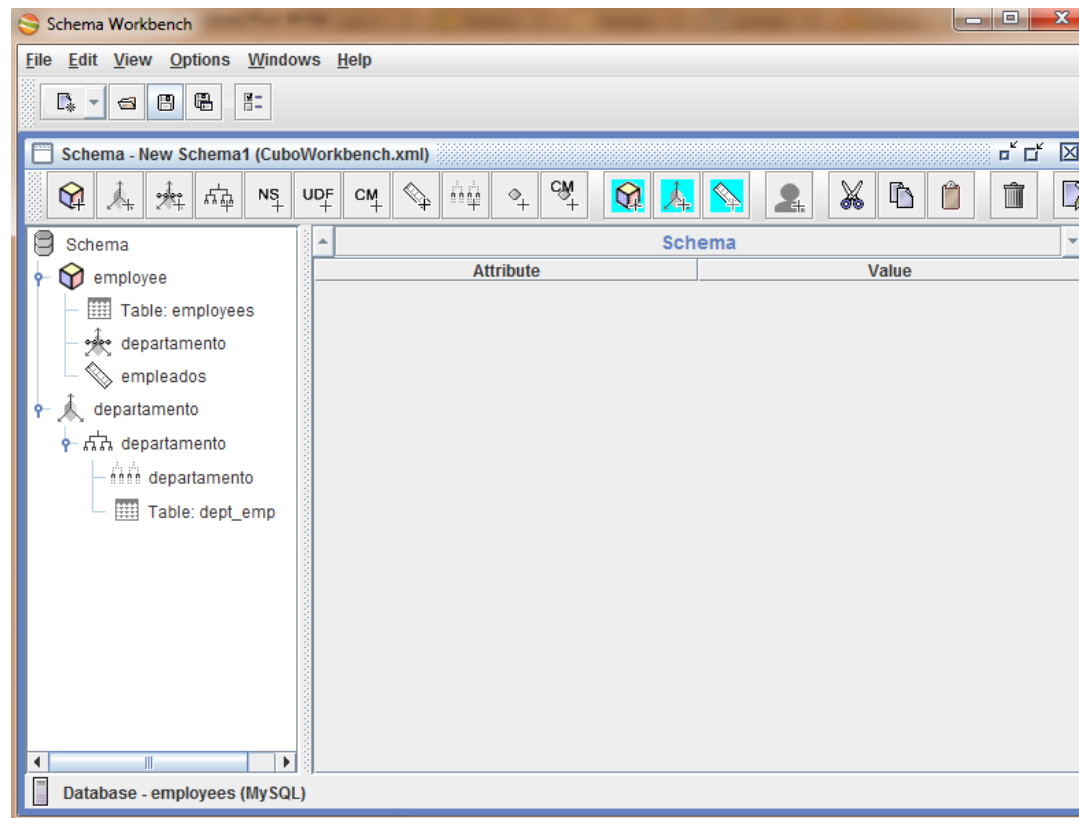 Schema Workbench
File Edit View Options Windows Help
Schema - New Schema1 (CuboWorkbench.xml)
NS UDF CM CM
Schema
Schema
Attribute Value
employee
Table: employees
departamento
empleados
departamento
departamento
departamento
Table: dept_emp
Database - employees (MySQL)